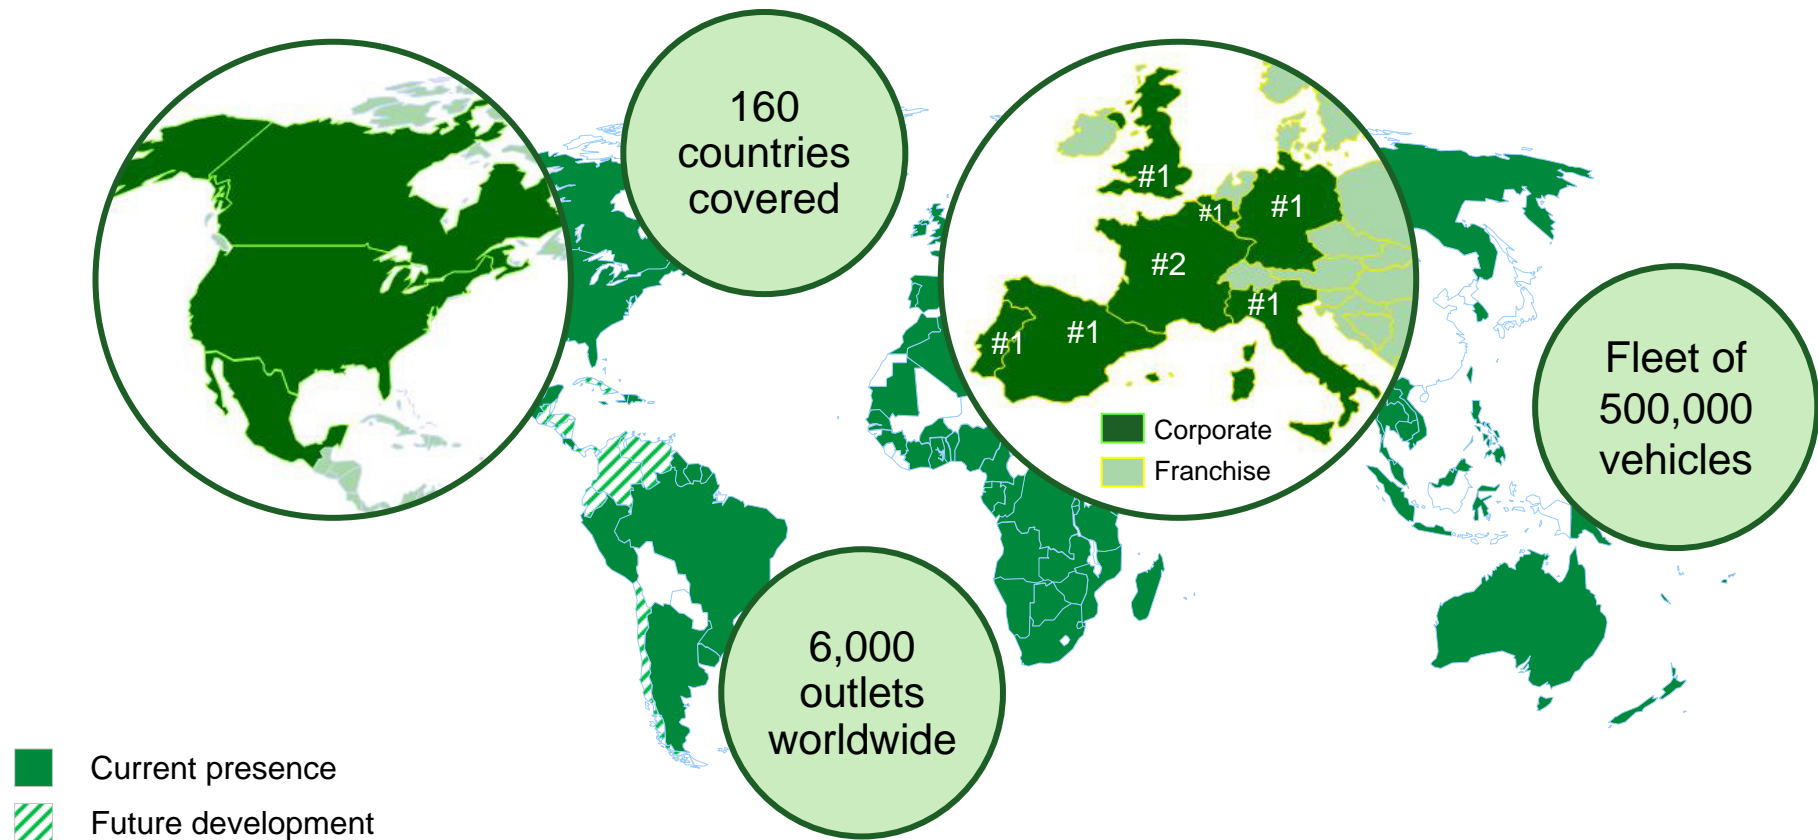 160
countries
covered
#1
#1
#1
#2
#1
#1
#1
Corporate
Franchise
Fleet of
500,000
vehicles
6,000
outlets
worldwide
Current presence
Future development